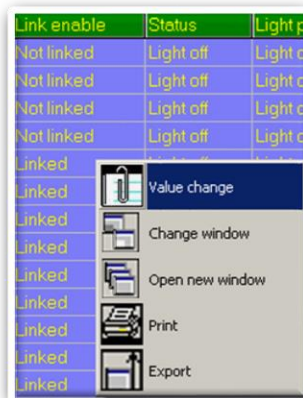 Link enable Status Light p
Not linked Light off Light o
Not linked Light off Light o
Not linked Light off Light o
Not linked Light off Light o
Linked
Linked
Value change
Linked
Change window
Linked
Linked
Open new window
Linked
Linked
Print
Linked
Export
Linked